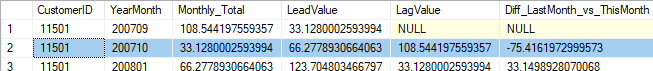 CustomerID YearMonth Monthly_Total LeadValue LagValue Diff_LastMonth_vs_ThisMonth
1 11501 200709 108.544197559357 33.1280002593994 NULL NULL
2 11501 200710 33.1280002593994 66.2778930664063 108.544197559357 -75.4161972999573
3 11501 200801 66.2778930664063 123.704803466797 33.1280002593994 33.1498928070068